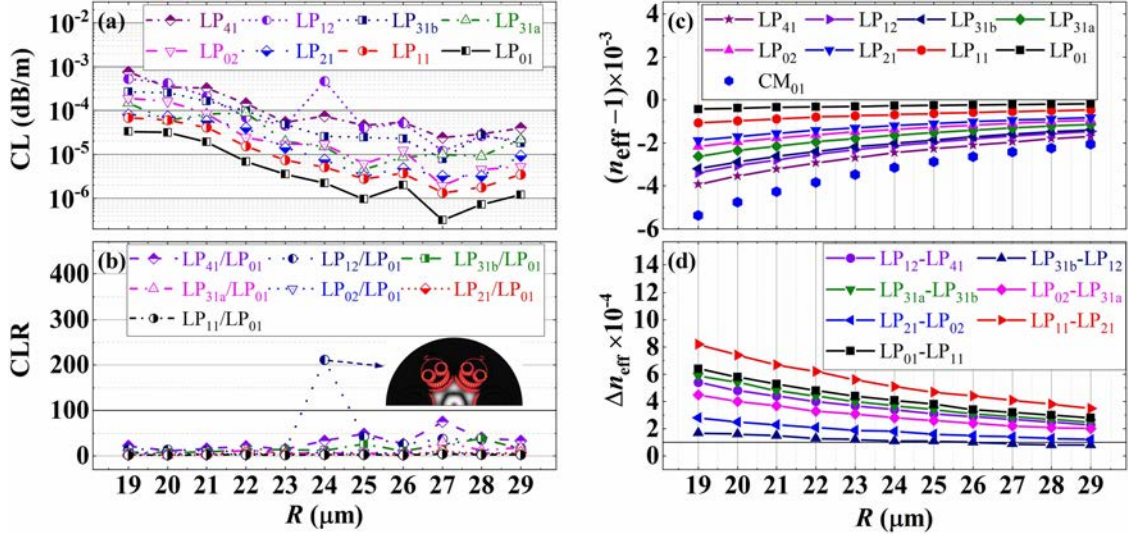 (a)
LP41 LP12 LP31b LP31a
LP02 LP21 LP11 LP01
CL (dB/m)
10^-2
10^-3
10^-4
10^-5
10^-6
(b)
LP41/LP01 LP12/LP01 LP31b/LP01
LP31a/LP01 LP02/LP01 LP21/LP01
LP11/LP01
CLR
400
300
200
100
0
19 20 21 22 23 24 25 26 27 28 29
R (μm)
(c)
LP41 LP12 LP31b LP31a
LP02 LP21 LP11 LP01
CM01
(neff−1)×10^-3
4
2
0
-2
-4
-6
(d)
LP12-LP41 LP31b-LP12
LP31a-LP31b LP02-LP31a
LP21-LP02 LP11-LP21
LP01-LP11
Δneff×10^-4
14
12
10
8
6
4
2
0
19 20 21 22 23 24 25 26 27 28 29
R (μm)